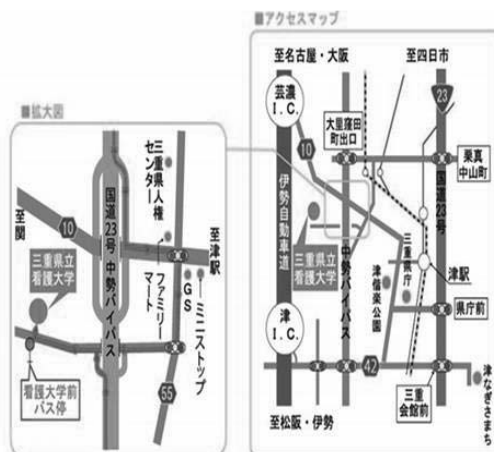 ■アクセスマップ
至名古屋・大阪
至四日市
芸濃
I.C.
10
大里窪田
町出口
23
栗真
中山町
国道23号
伊勢自動車道
三重県立
看護大学
中勢バイパス
三重県庁
津偕楽公園
津駅
県庁前
津
I.C.
42
三重
会館前
津なぎさまち
至松阪・伊勢
■拡大図
三重県人権
センター
国道23号 中勢バイパス
至関
10
至津駅
三重県立
看護大学
ファミリー
マート
GS
ミニストップ
看護大学前
バス停
55